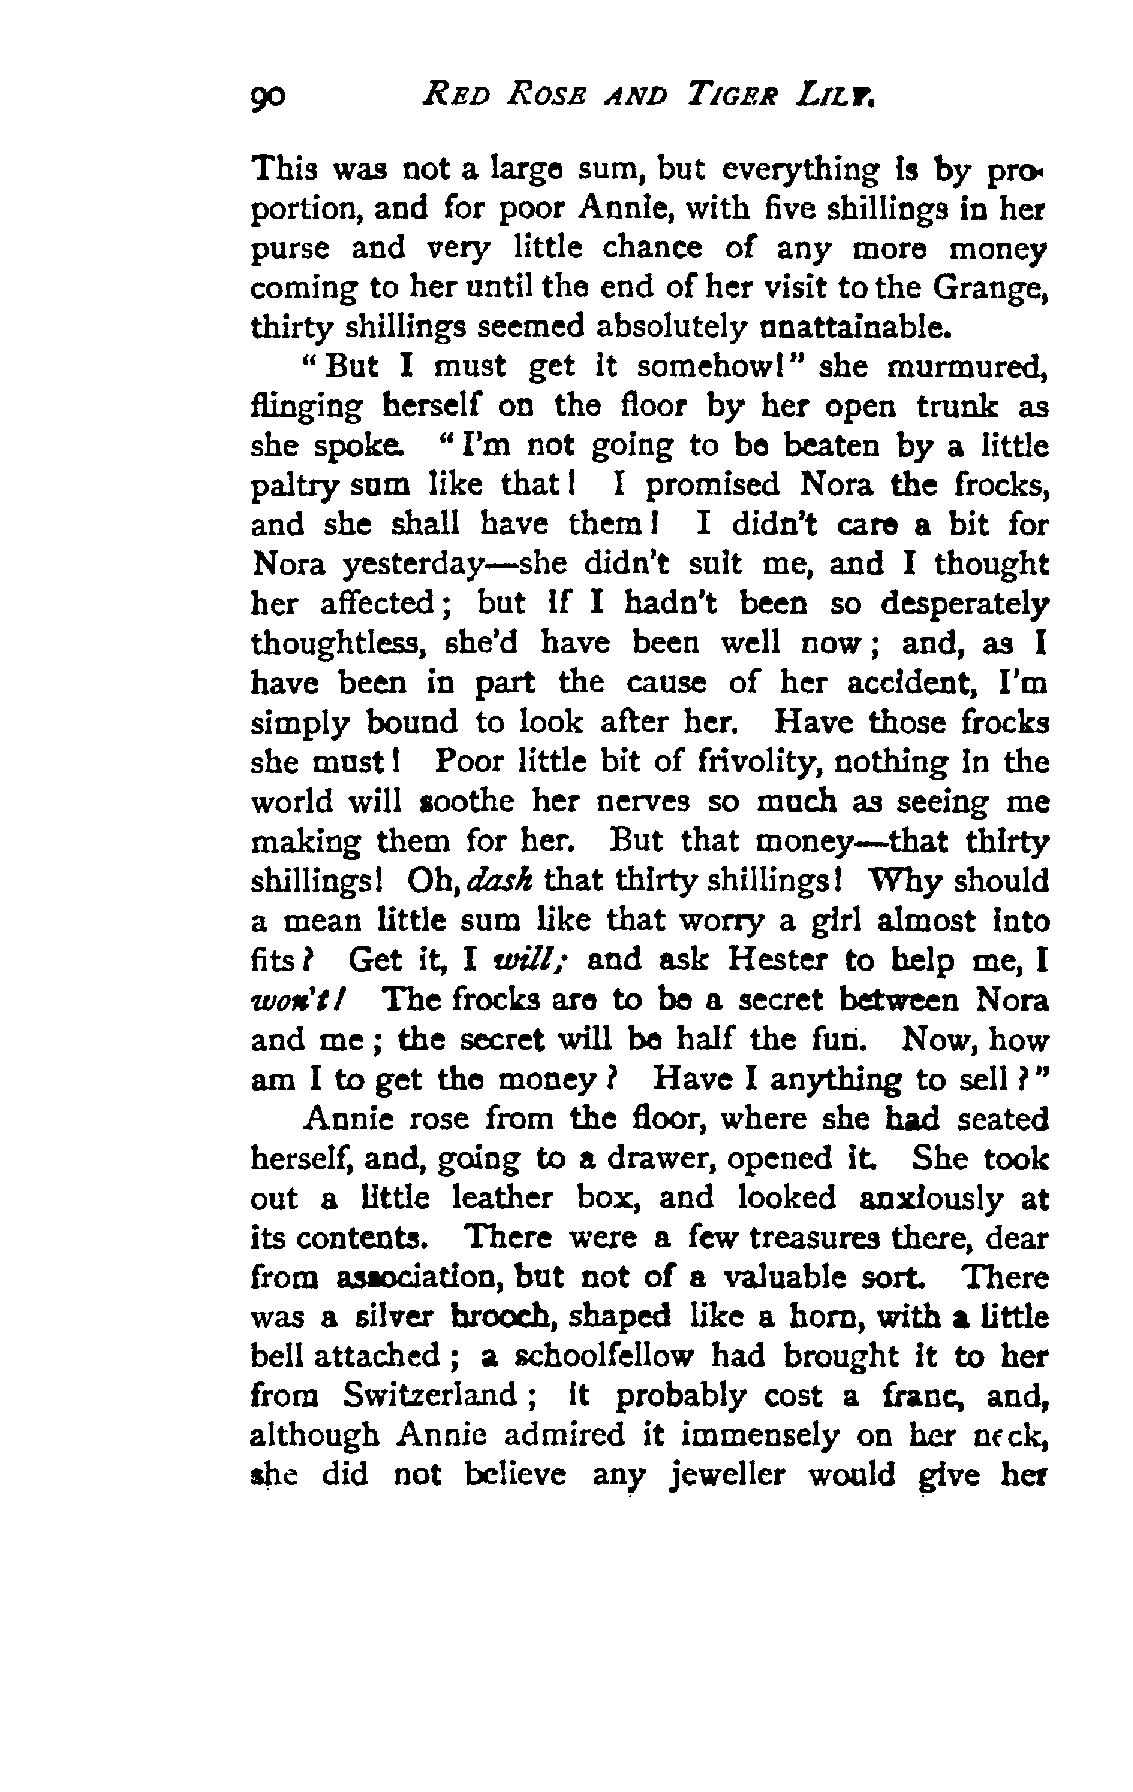 90 RED ROSE AND TIGER LILY.
This was not a large sum, but everything is by pro-
portion, and for poor Annie, with five shillings in her
purse and very little chance of any more money
coming to her until the end of her visit to the Grange,
thirty shillings seemed absolutely unattainable.
"But I must get it somehow!" she murmured,
flinging herself on the floor by her open trunk as
she spoke. "I'm not going to be beaten by a little
paltry sum like that! I promised Nora the frocks,
and she shall have them! I didn't care a bit for
Nora yesterday—she didn't suit me, and I thought
her affected; but if I hadn't been so desperately
thoughtless, she'd have been well now; and, as I
have been in part the cause of her accident, I'm
simply bound to look after her. Have those frocks
she must! Poor little bit of frivolity, nothing in the
world will soothe her nerves so much as seeing me
making them for her. But that money—that thirty
shillings! Oh, dash that thirty shillings! Why should
a mean little sum like that worry a girl almost into
fits? Get it, I will; and ask Hester to help me, I
won't! The frocks are to be a secret between Nora
and me; the secret will be half the fun. Now, how
am I to get the money? Have I anything to sell?"
Annie rose from the floor, where she had seated
herself, and, going to a drawer, opened it. She took
out a little leather box, and looked anxiously at
its contents. There were a few treasures there, dear
from association, but not of a valuable sort. There
was a silver brooch, shaped like a horn, with a little
bell attached; a schoolfellow had brought it to her
from Switzerland; it probably cost a franc, and,
although Annie admired it immensely on her neck,
she did not believe any jeweller would give her